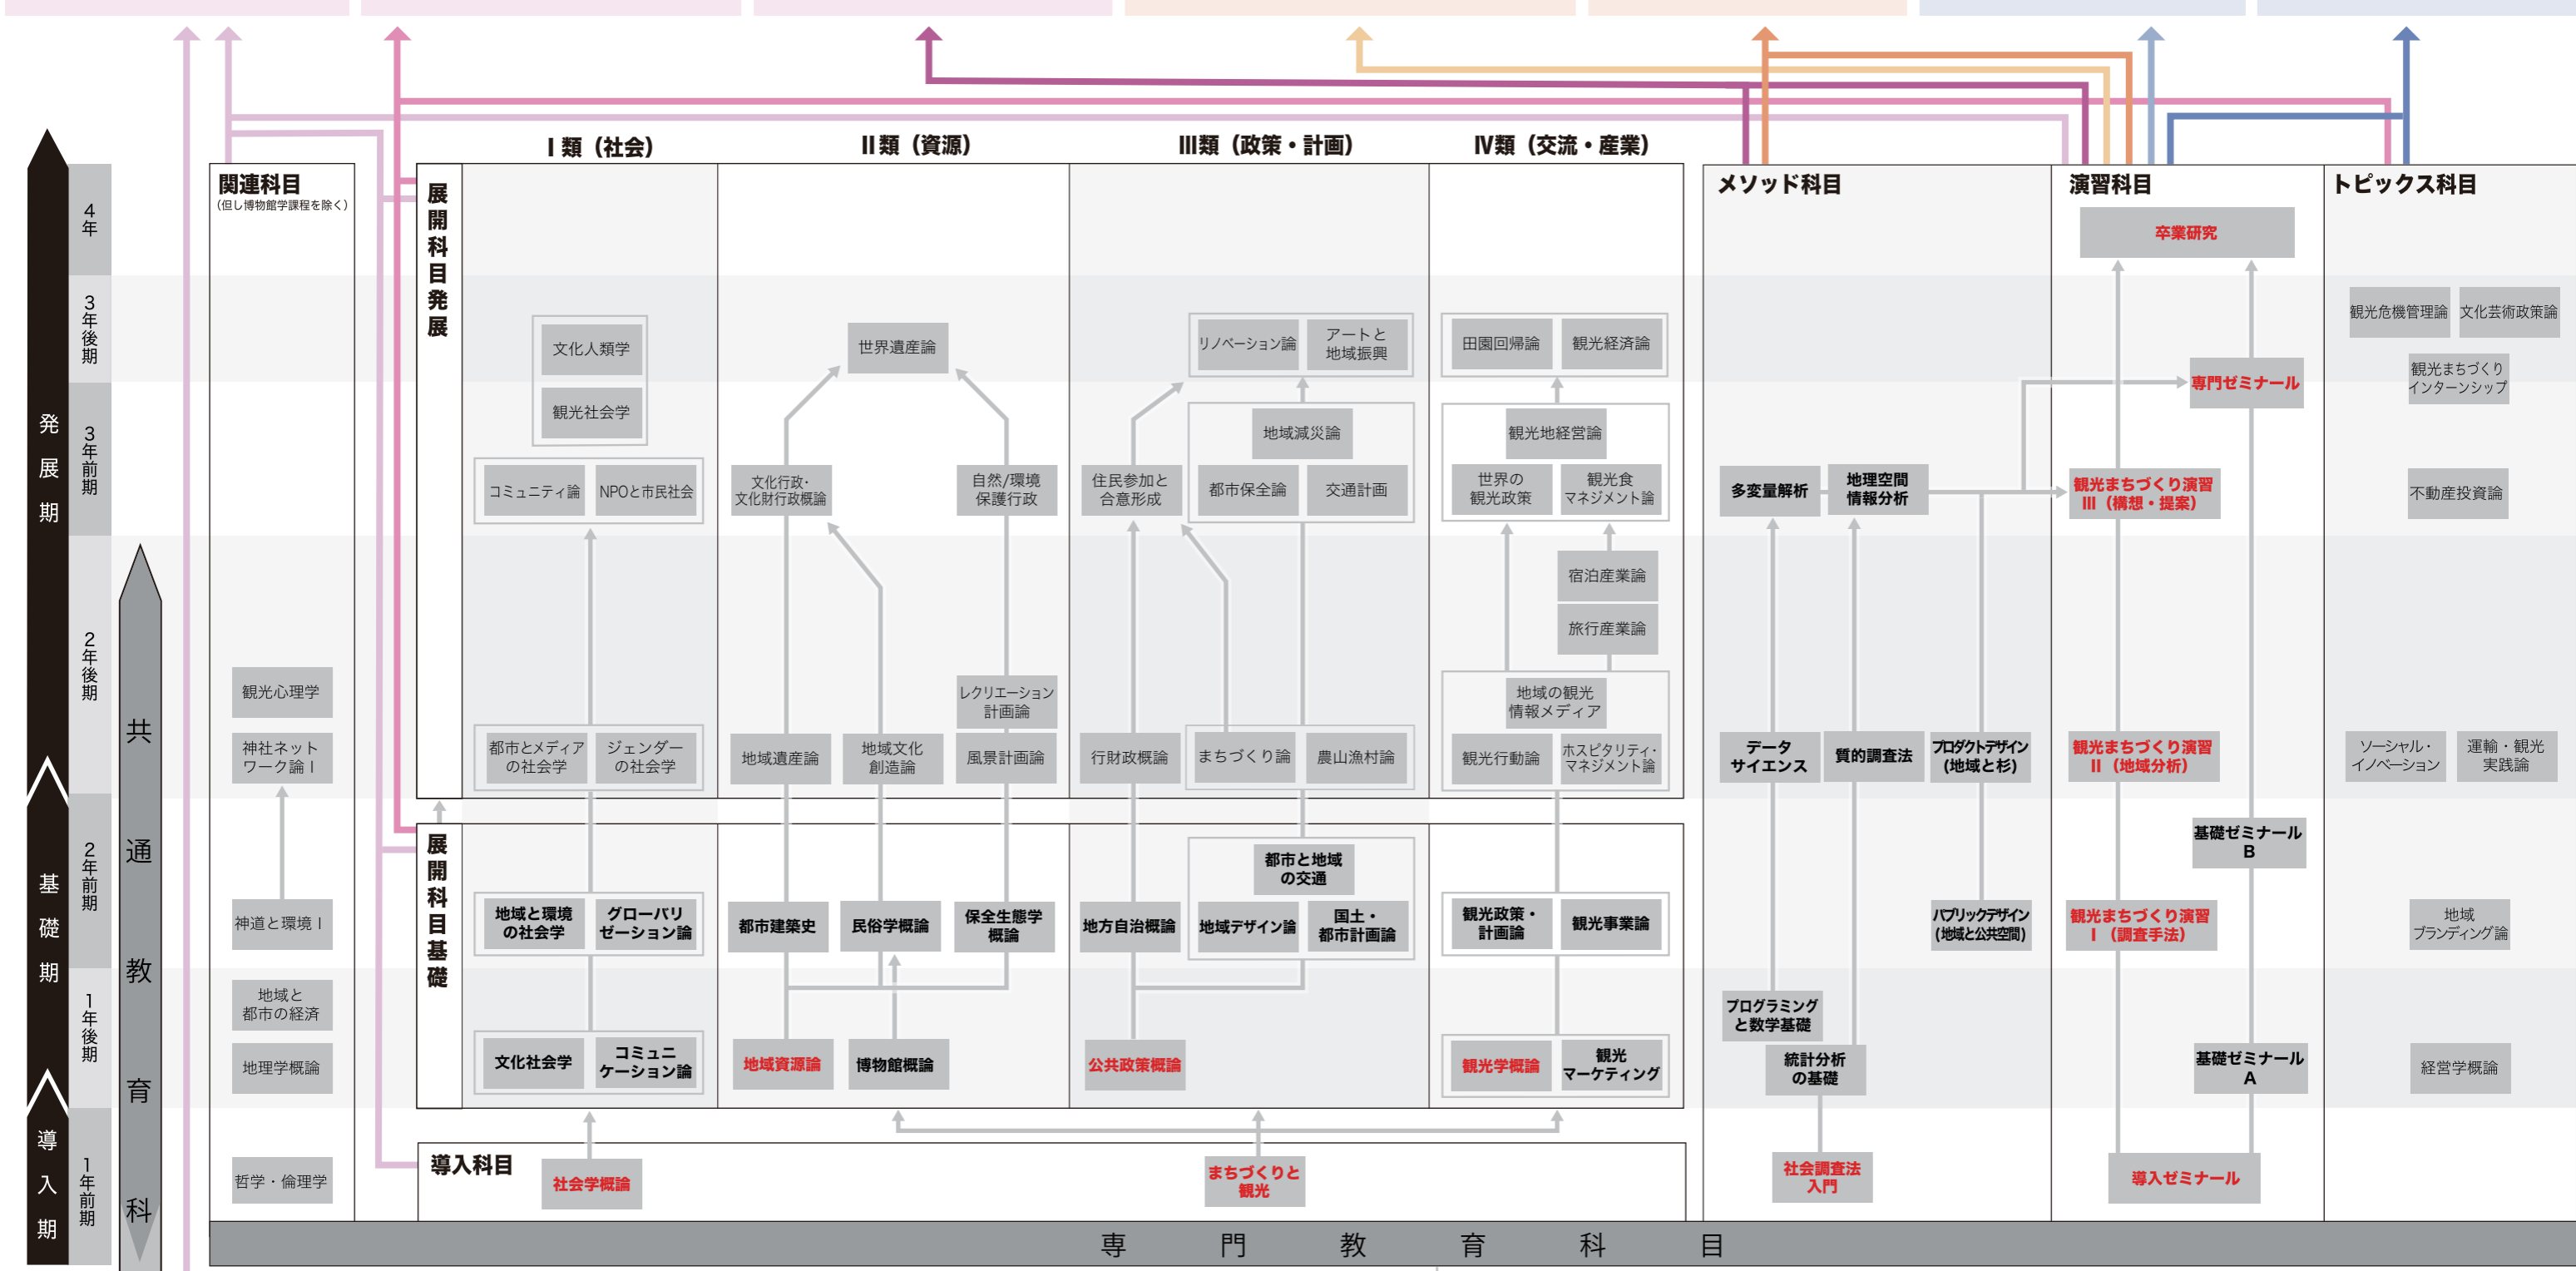 Ⅰ類（社会）
Ⅱ類（資源）
Ⅲ類（政策・計画）
Ⅳ類（交流・産業）
発展期
基礎期
導入期
4年
3年後期
3年前期
2年後期
2年前期
1年後期
1年前期
共通教育科
関連科目
（但し博物館学課程を除く）
観光心理学
神社ネット
ワーク論Ⅰ
神道と環境Ⅰ
地域と
都市の経済
地理学概論
哲学・倫理学
展開科目発展
文化人類学
観光社会学
コミュニティ論
NPOと市民社会
都市とメディア
の社会学
ジェンダー
の社会学
世界遺産論
文化行政・
文化財行政概論
自然/環境
保護行政
レクリエーション
計画論
地域遺産論
地域文化
創造論
風景計画論
リノベーション論
アートと
地域振興
地域減災論
住民参加と
合意形成
都市保全論
交通計画
行財政概論
まちづくり論
農山漁村論
田園回帰論
観光経済論
観光地経営論
世界の
観光政策
観光食
マネジメント論
宿泊産業論
旅行産業論
地域の観光
情報メディア
観光行動論
ホスピタリティ・
マネジメント論
展開科目基礎
地域と環境
の社会学
グローバリ
ゼーション論
文化社会学
コミュニ
ケーション論
都市建築史
民俗学概論
保全生態学
概論
地域資源論
博物館概論
都市と地域
の交通
地方自治概論
地域デザイン論
国土・
都市計画論
公共政策概論
観光政策・
計画論
観光事業論
観光学概論
観光
マーケティング
導入科目
社会学概論
まちづくりと
観光
メソッド科目
多変量解析
地理空間
情報分析
データ
サイエンス
質的調査法
プロダクトデザイン
(地域と杉)
パブリックデザイン
(地域と公共空間)
プログラミング
と数学基礎
統計分析
の基礎
社会調査法
入門
演習科目
卒業研究
専門ゼミナール
観光まちづくり演習
Ⅲ（構想・提案）
観光まちづくり演習
Ⅱ（地域分析）
基礎ゼミナール
B
観光まちづくり演習
Ⅰ（調査手法）
基礎ゼミナール
A
導入ゼミナール
トピックス科目
観光危機管理論
文化芸術政策論
観光まちづくり
インターンシップ
不動産投資論
ソーシャル・
イノベーション
運輸・観光
実践論
地域
ブランディング論
経営学概論
専門教育科目